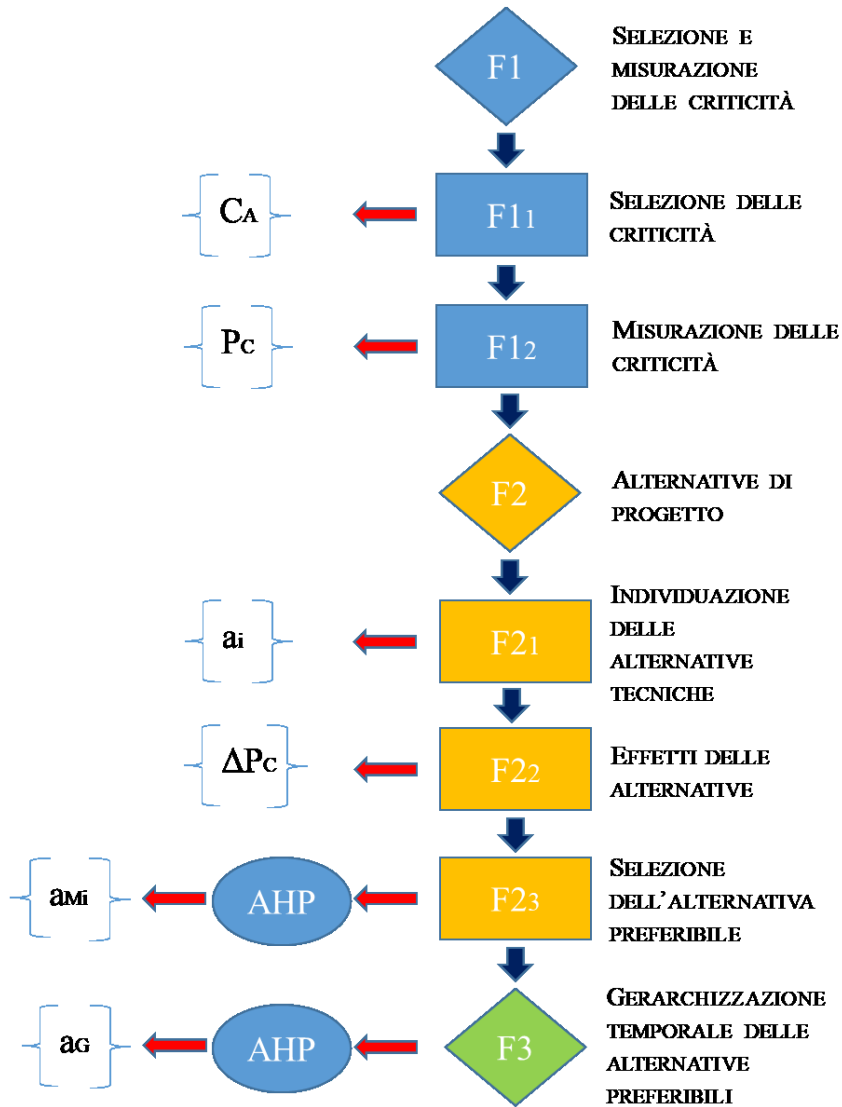 F1
SELEZIONE E
MISURAZIONE
DELLE CRITICITÀ
CA
F11
SELEZIONE DELLE
CRITICITÀ
PC
F12
MISURAZIONE DELLE
CRITICITÀ
F2
ALTERNATIVE DI
PROGETTO
ai
F21
INDIVIDUAZIONE
DELLE
ALTERNATIVE
TECNICHE
ΔPC
F22
EFFETTI DELLE
ALTERNATIVE
aMi
AHP
F23
SELEZIONE
DELL'ALTERNATIVA
PREFERIBILE
aG
AHP
F3
GERARCHIZZAZIONE
TEMPORALE DELLE
ALTERNATIVE
PREFERIBILI